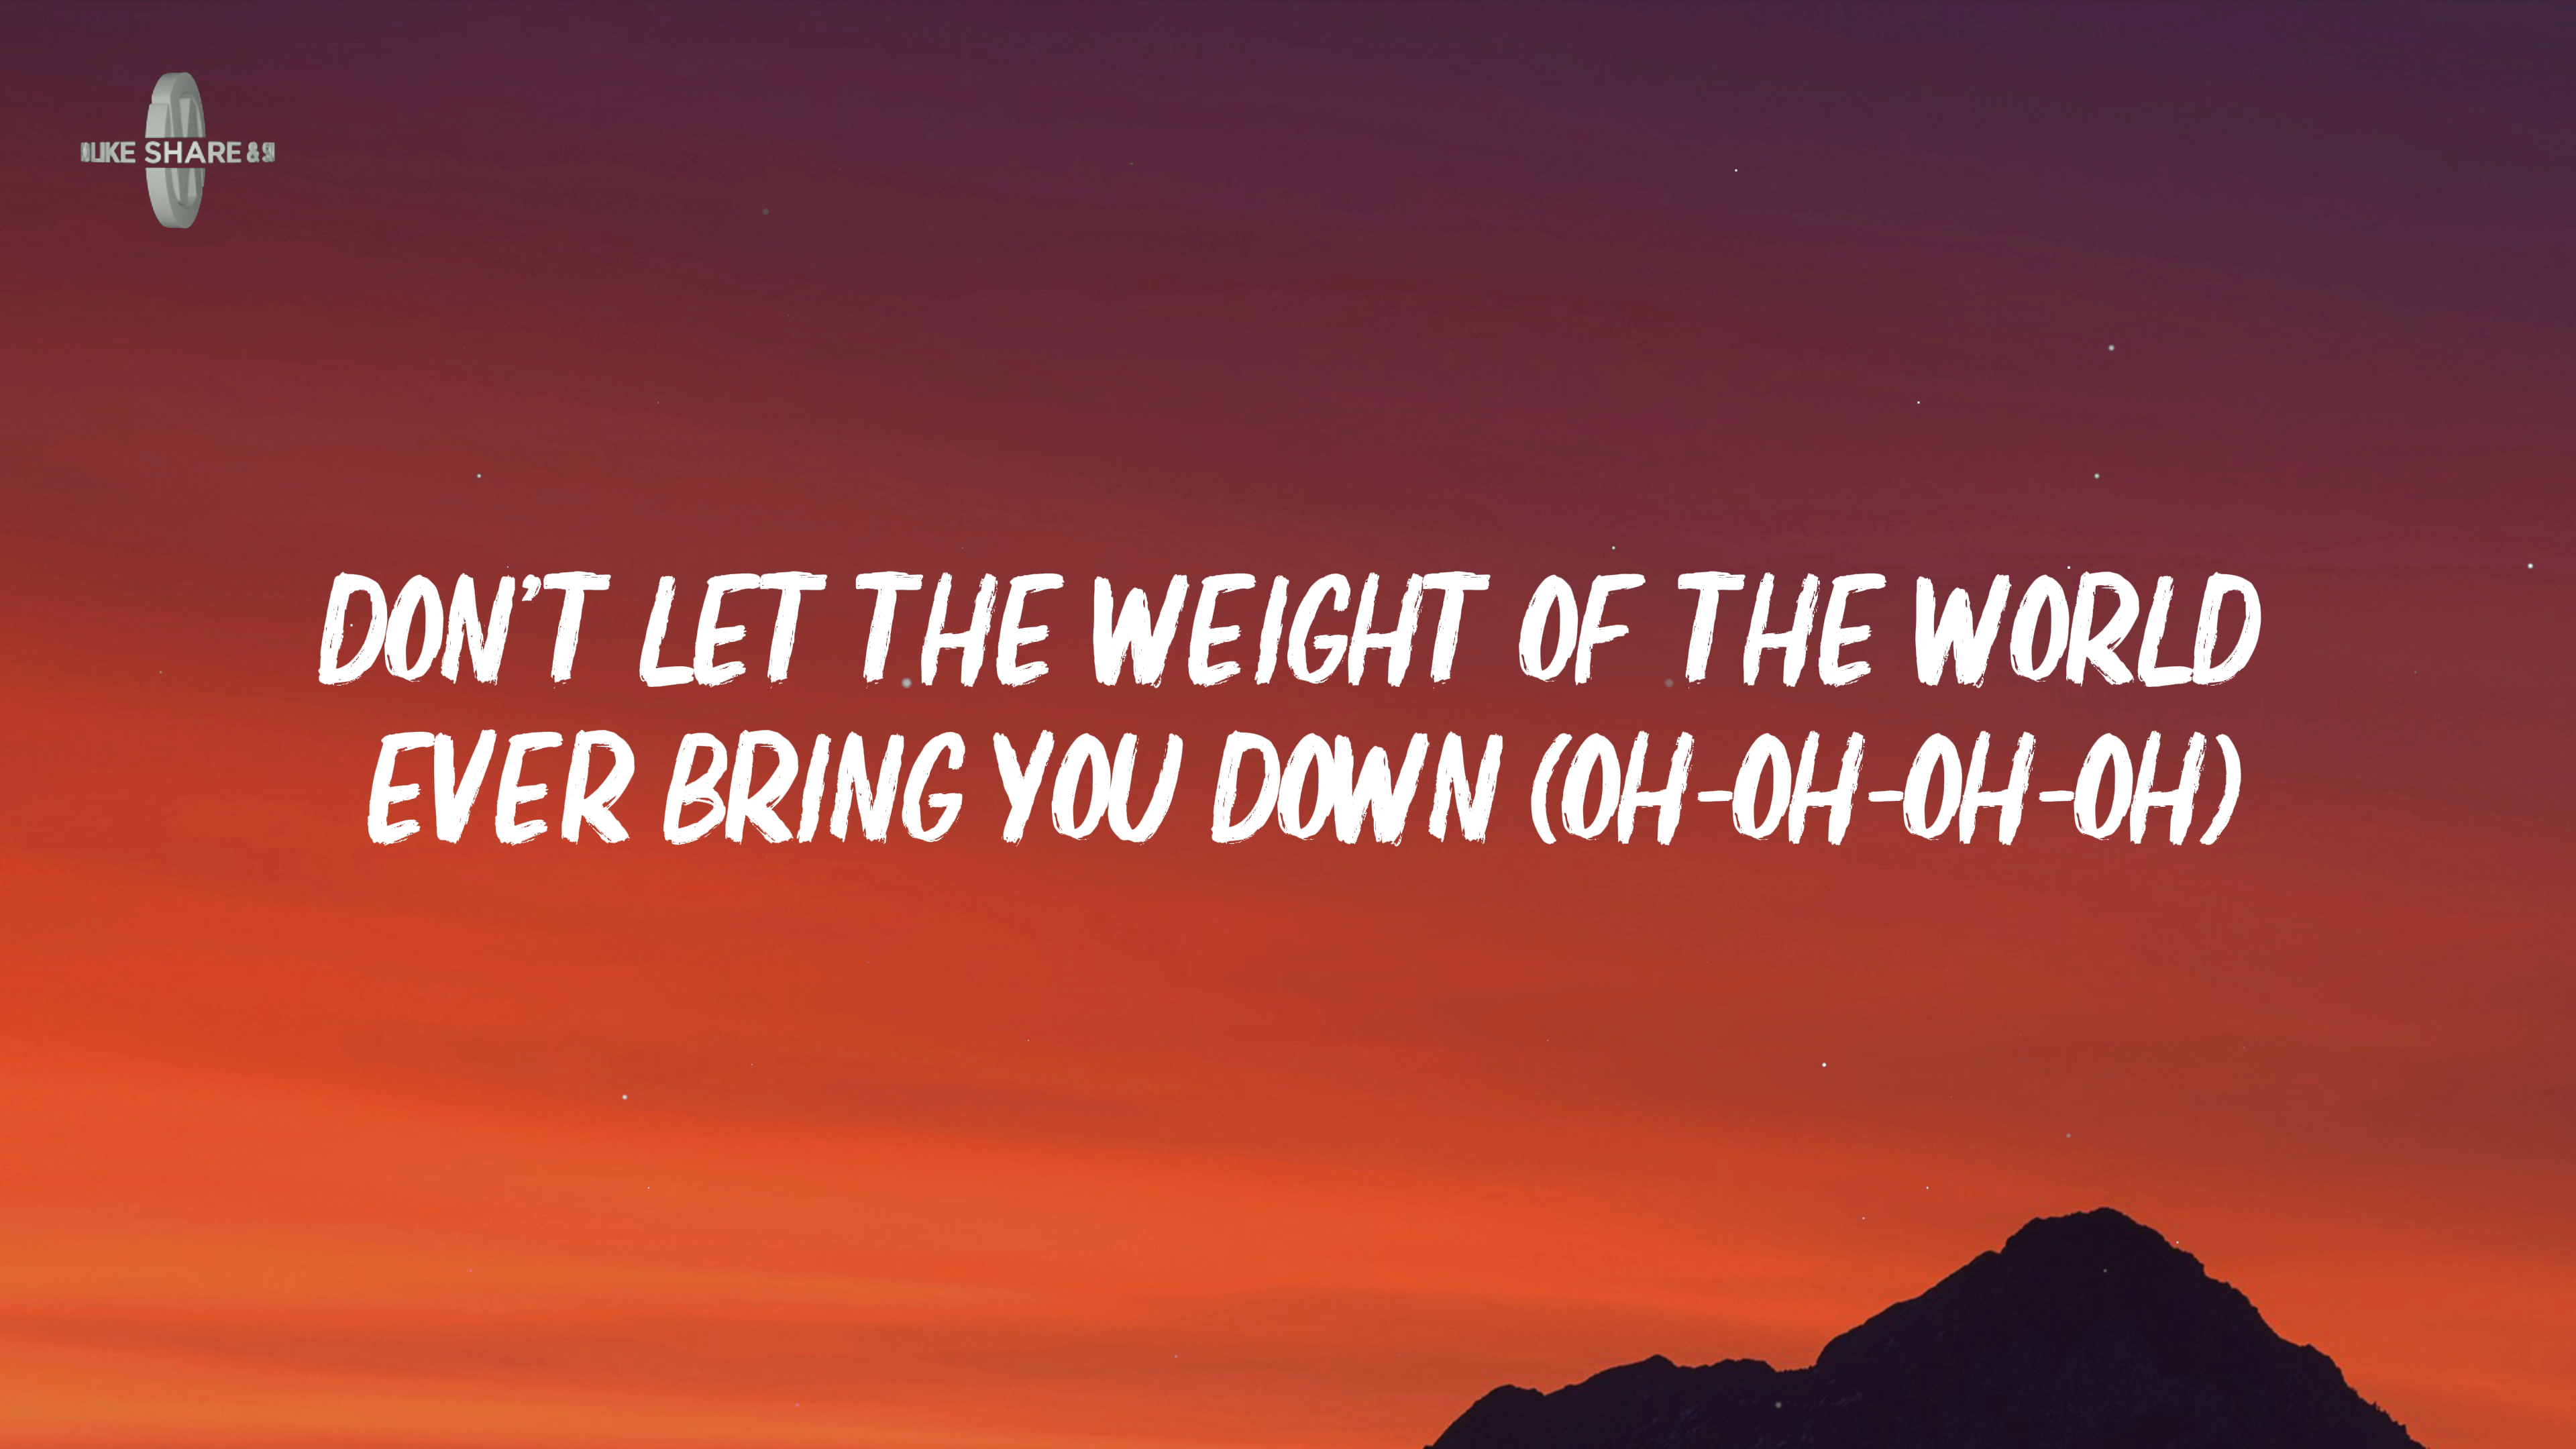 LIKE SHARE &
DON'T LET THE WEIGHT OF THE WORLD
EVER BRING YOU DOWN (OH-OH-OH-OH)